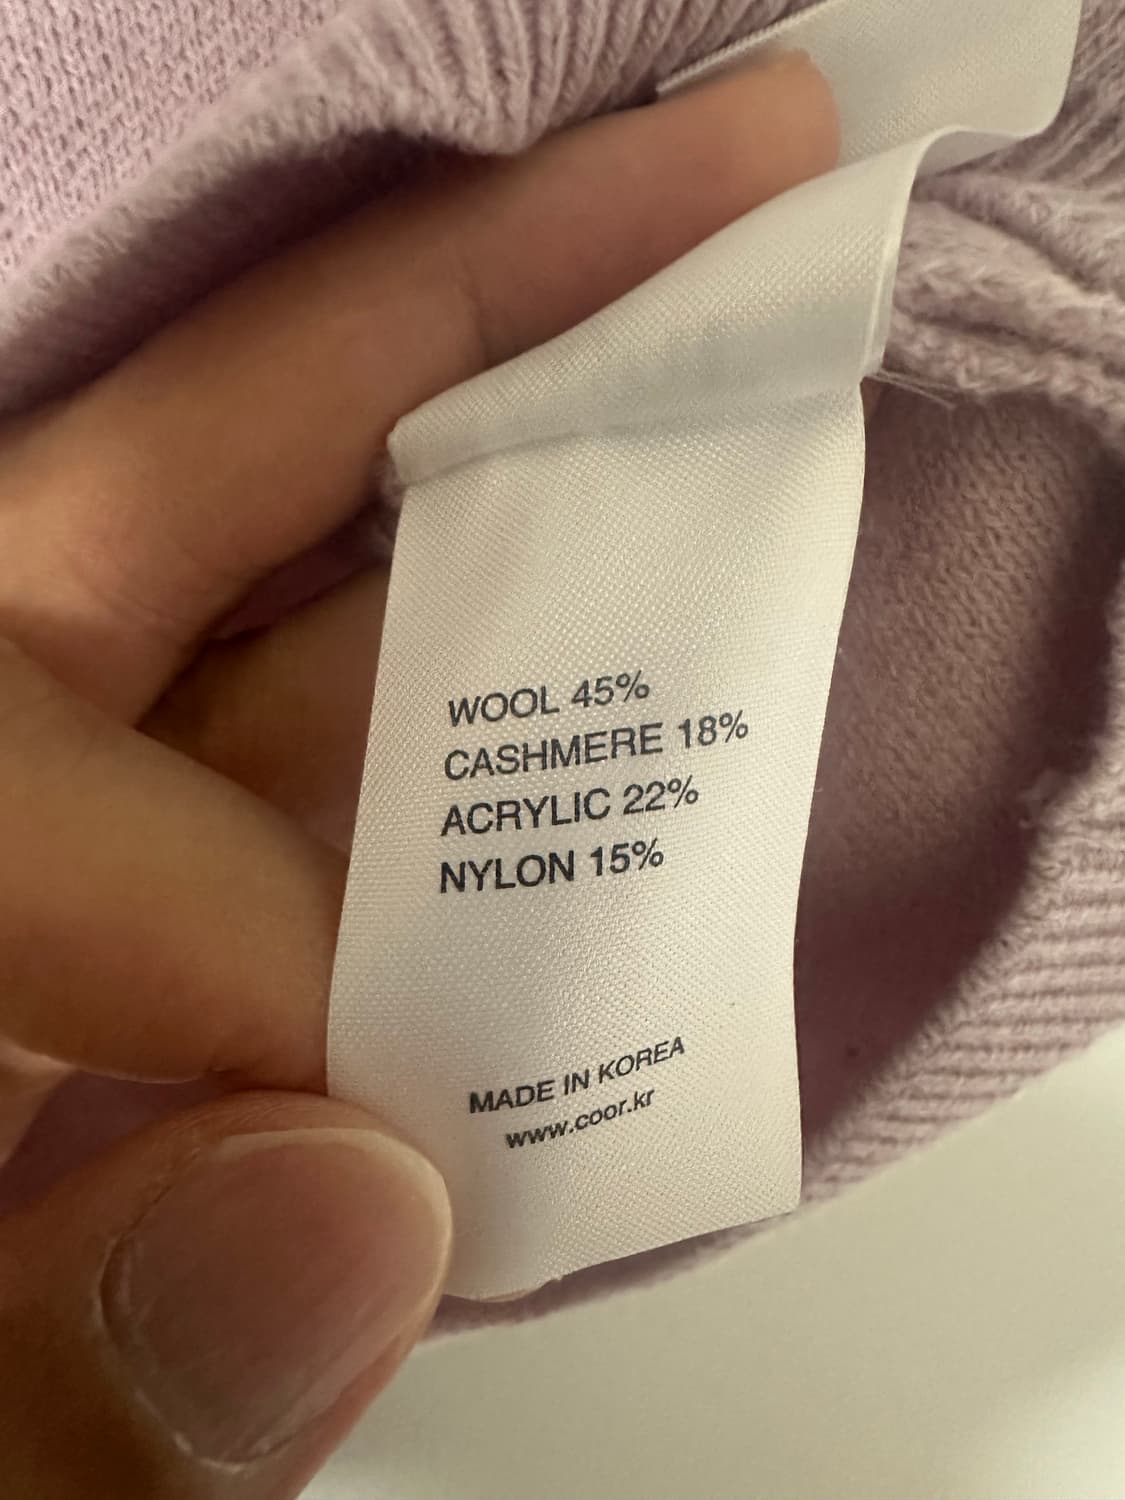 WOOL 45%
CASHMERE 18%
ACRYLIC 22%
NYLON 15%
MADE IN KOREA
www.coor.kr